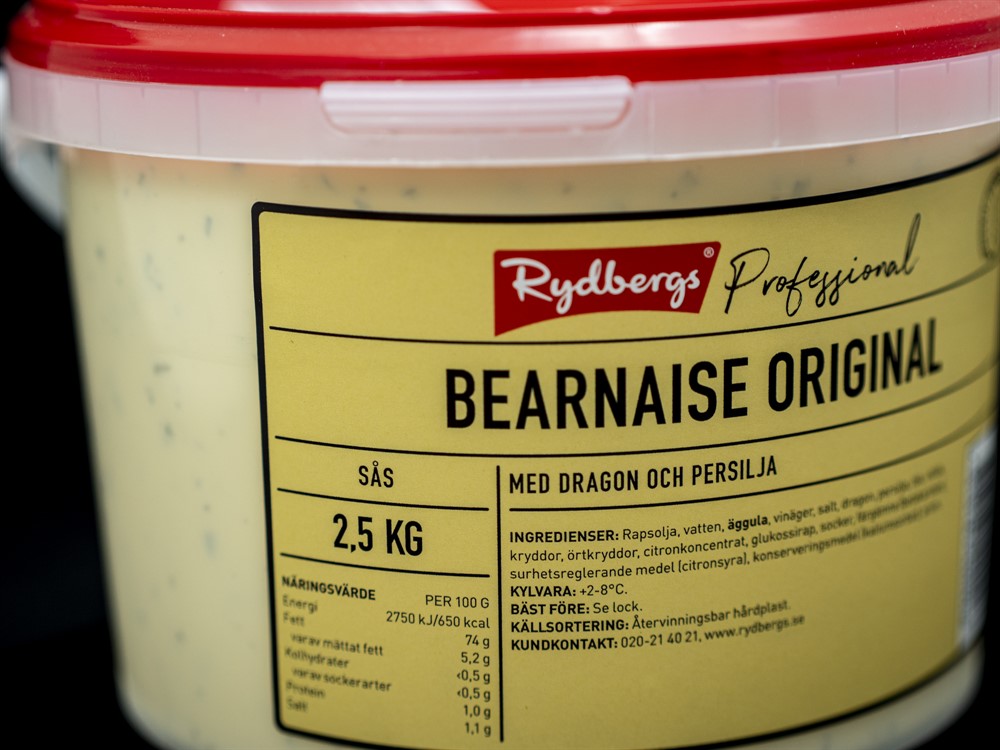 Rydbergs® Professional
BEARNAISE ORIGINAL
SÅS
2,5 KG
MED DRAGON OCH PERSILJA
INGREDIENSER: Rapsolja, vatten, äggula, vinäger, salt, dragon, persilja
kryddor, örtkryddor, citronkoncentrat, glukossirap, socker,
surhetsreglerande medel (citronsyra), konserveringsmedel
KYLVARA: +2-8°C.
BÄST FÖRE: Se lock.
KÄLLSORTERING: Återvinningsbar hårdplast.
KUNDKONTAKT: 020-21 40 21, www.rydbergs.se
NÄRINGSVÄRDE PER 100 G
Energi 2750 kJ/650 kcal
Fett 74 g
varav mättat fett 5,2 g
Kolhydrater <0,5 g
varav sockerarter <0,5 g
Protein 1,0 g
Salt 1,1 g